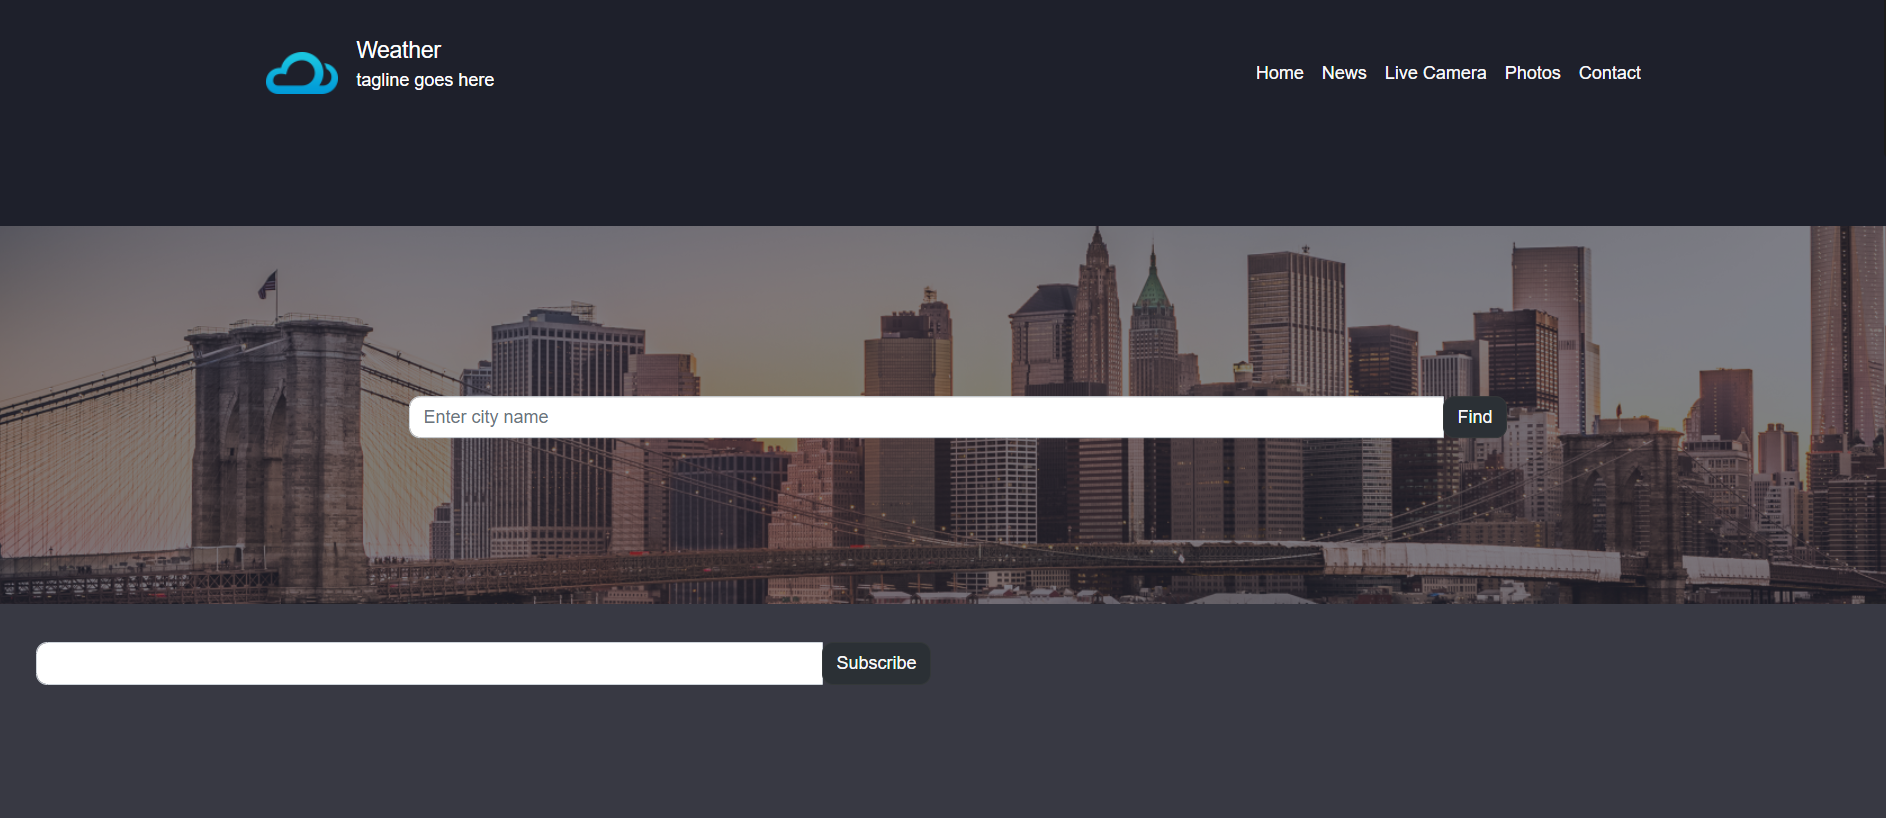 Weather
tagline goes here
Home News Live Camera Photos Contact
Enter city name Find
Subscribe